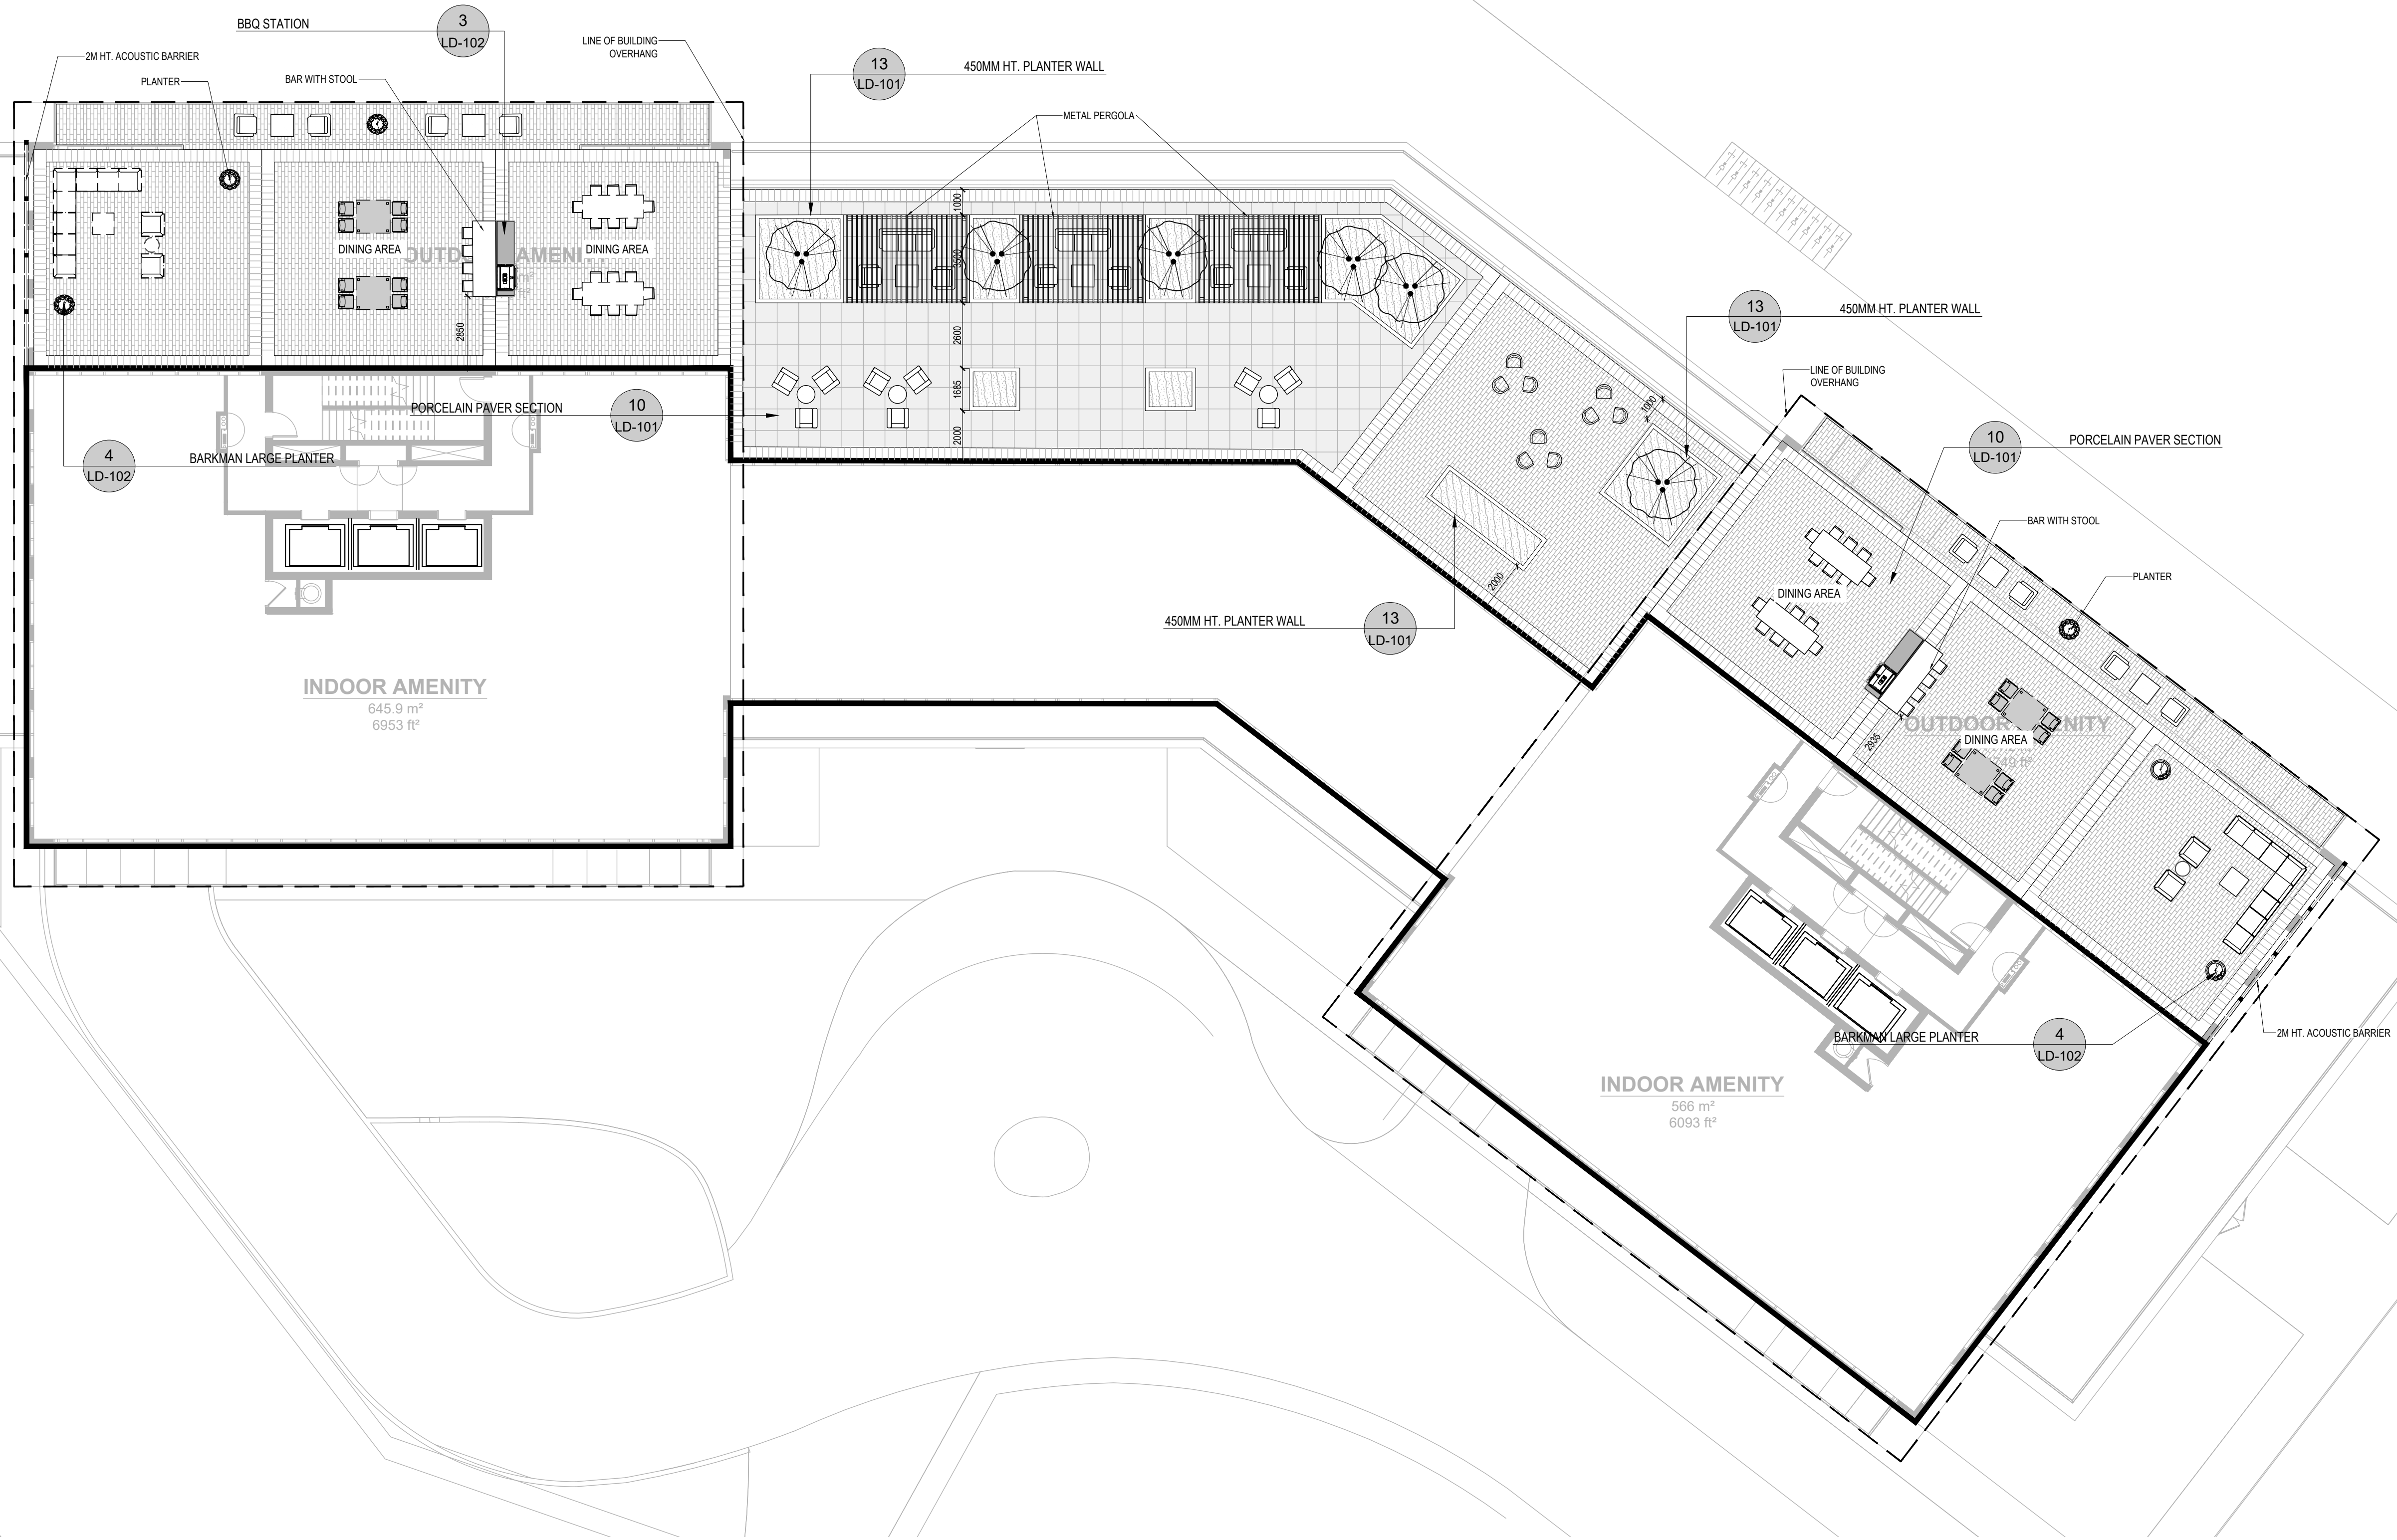 3
BBQ STATION
LD-102
LINE OF BUILDING
OVERHANG
2M HT. ACOUSTIC BARRIER
PLANTER
BAR WITH STOOL
13
450MM HT. PLANTER WALL
LD-101
METAL PERGOLA
1000
DINING AREA
DINING AREA
3500
2850
2600
1685
2000
PORCELAIN PAVER SECTION
10
LD-101
4
BARKMAN LARGE PLANTER
LD-102
INDOOR AMENITY
645.9 m²
6953 ft²
13
450MM HT. PLANTER WALL
LD-101
LINE OF BUILDING
OVERHANG
1000
10
PORCELAIN PAVER SECTION
LD-101
BAR WITH STOOL
PLANTER
2000
DINING AREA
450MM HT. PLANTER WALL
13
LD-101
OUTDOOR
DINING AREA
2935
BARKMAN LARGE PLANTER
4
LD-102
2M HT. ACOUSTIC BARRIER
INDOOR AMENITY
566 m²
6093 ft²